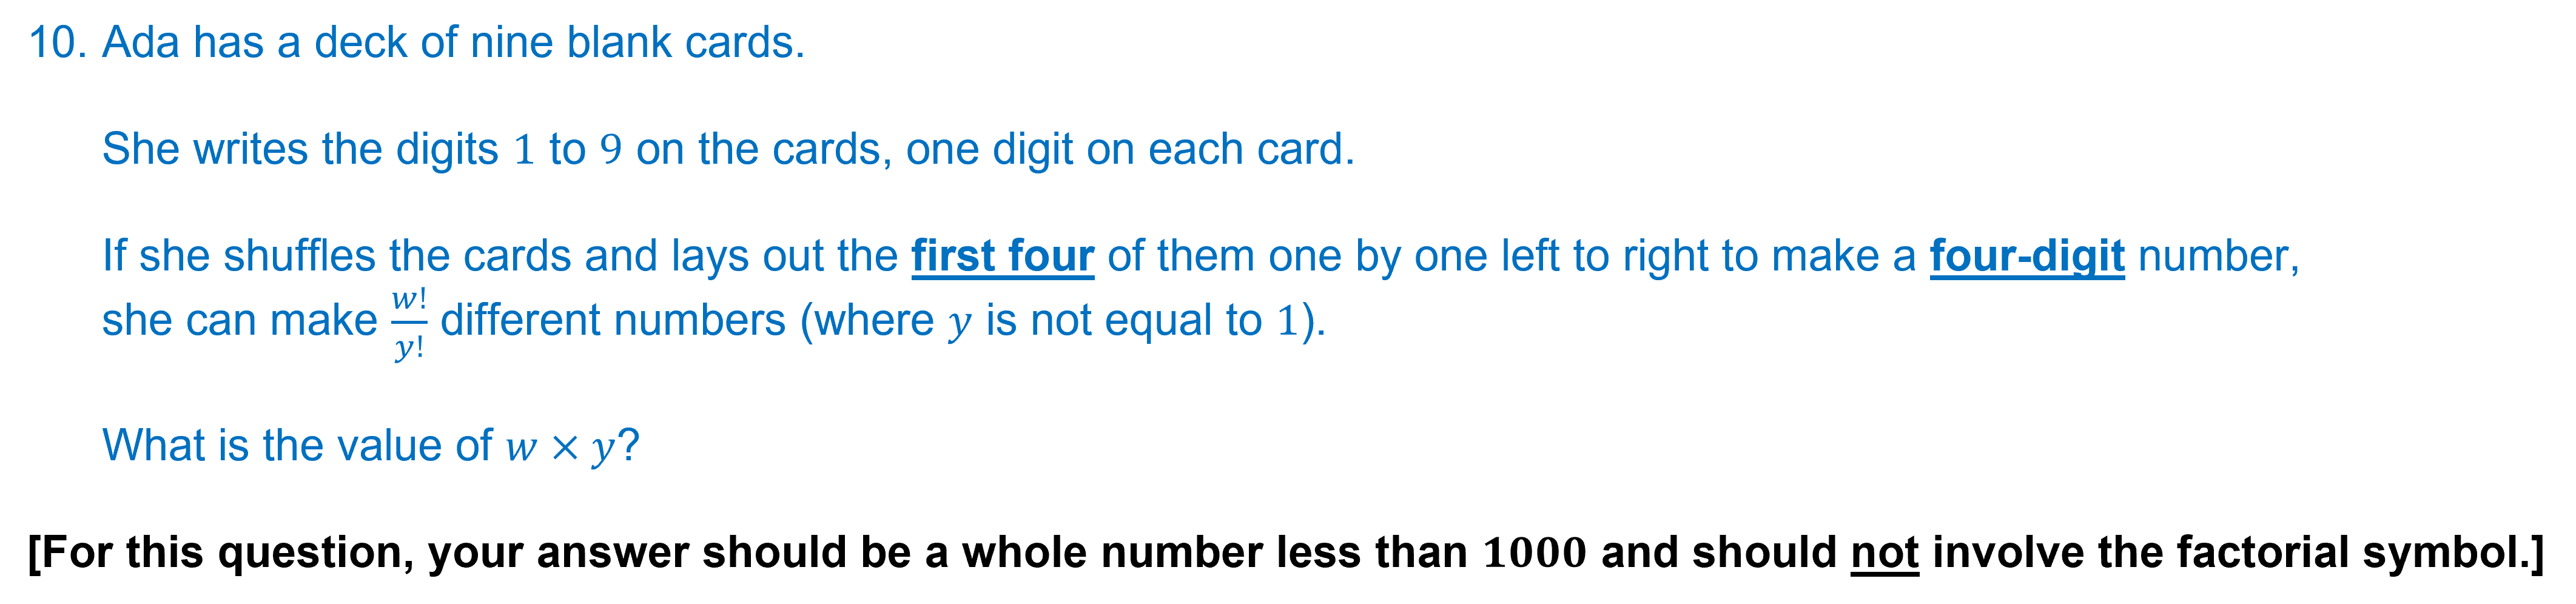 10. Ada has a deck of nine blank cards.
She writes the digits 1 to 9 on the cards, one digit on each card.
If she shuffles the cards and lays out the first four of them one by one left to right to make a four-digit number,
she can make w!/y! different numbers (where y is not equal to 1).
What is the value of w × y?
[For this question, your answer should be a whole number less than 1000 and should not involve the factorial symbol.]